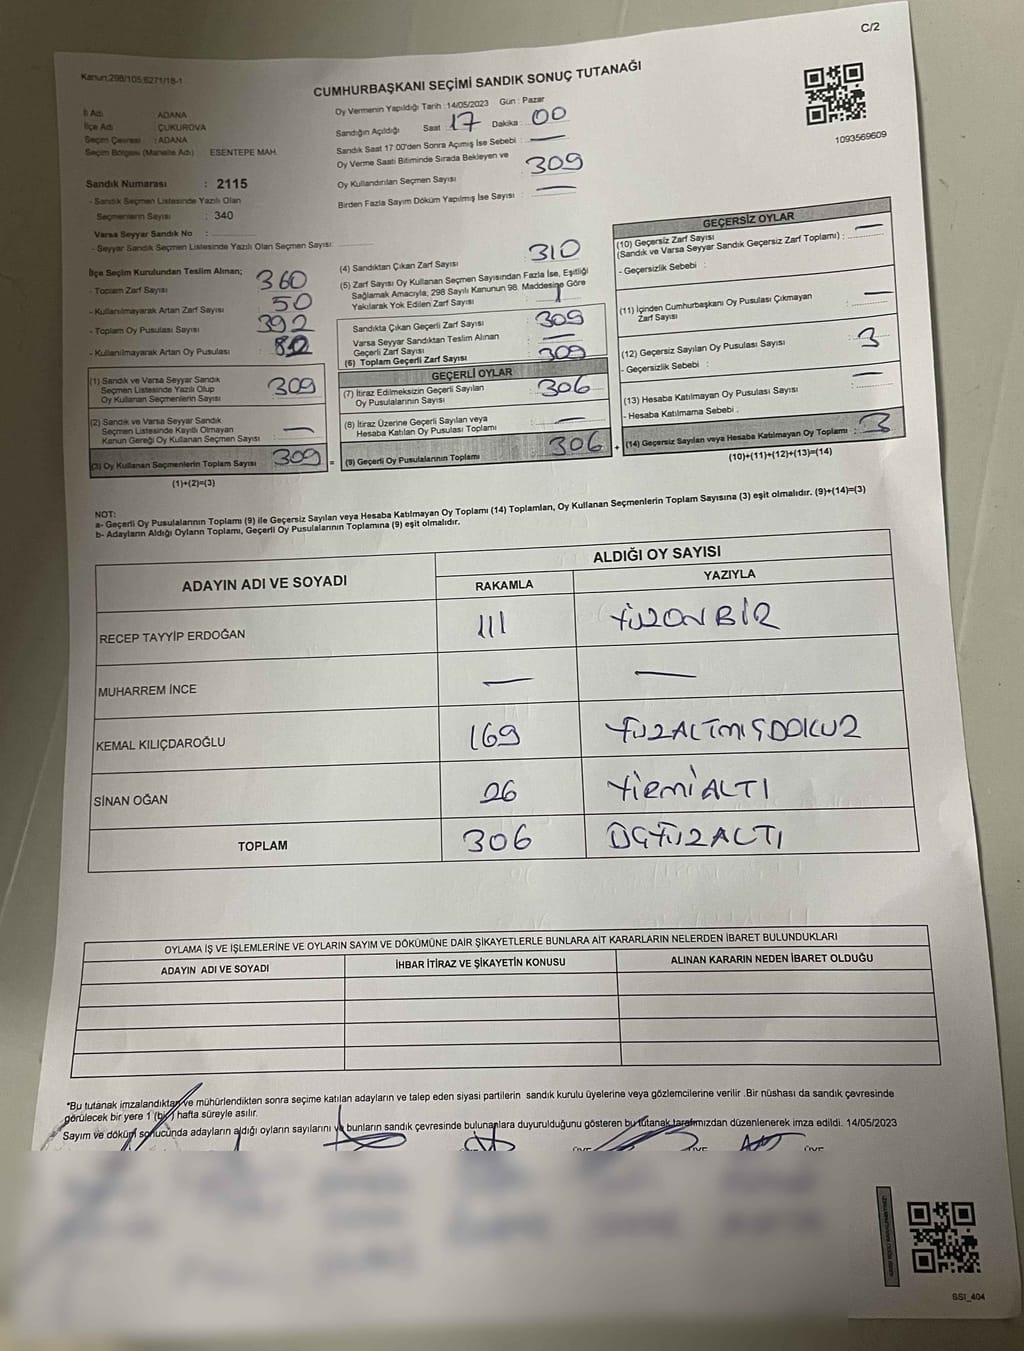 C/2
Kanun:298/105;6271/18-1
CUMHURBAŞKANI SEÇİMİ SANDIK SONUÇ TUTANAĞI
1093569609
İl Adı ADANA
İlçe Adı ÇUKUROVA
Seçim Çevresi : ADANA
Seçim Bölgesi (Mahalle Adı) ESENTEPE MAH.
Sandık Numarası : 2115
- Sandık Seçmen Listesinde Yazılı Olan
Seçmenlerin Sayısı : 340
Varsa Seyyar Sandık No :
- Seyyar Sandık Seçmen Listesinde Yazılı Olan Seçmen Sayısı:
Oy Vermenin Yapıldığı Tarih :14/05/2023 Gün : Pazar
Sandığın Açıldığı Saat : 17 Dakika : 00
Sandık Saat 17:00'den Sonra Açımış İse Sebebi : —
Oy Verme Saati Bitiminde Sırada Bekleyen ve
Oy Kullandırılan Seçmen Sayısı : 309
Birden Fazla Sayım Döküm Yapılmış İse Sayısı : —
İlçe Seçim Kurulundan Teslim Alınan;
- Toplam Zarf Sayısı : 360
- Kullanılmayarak Artan Zarf Sayısı : 50
- Toplam Oy Pusulası Sayısı : 392
- Kullanılmayarak Artan Oy Pusulası :
(1) Sandık ve Varsa Seyyar Sandık
Seçmen Listesinde Yazılı Olup
Oy Kullanan Seçmenlerin Sayısı : 309
(2) Sandık ve Varsa Seyyar Sandık
Seçmen Listesinde Kayıtlı Olmayan
Kanun Gereği Oy Kullanan Seçmen Sayısı : —
(3) Oy Kullanan Seçmenlerin Toplam Sayısı : 309 =
(1)+(2)=(3)
(4) Sandıktan Çıkan Zarf Sayısı : 310
(5) Zarf Sayısı Oy Kullanan Seçmen Sayısından Fazla İse, Eşitliği
Sağlamak Amacıyla, 298 Sayılı Kanunun 98. Maddesine Göre
Yakılarak Yok Edilen Zarf Sayısı : 1
Sandıkta Çıkan Geçerli Zarf Sayısı : 309
Varsa Seyyar Sandıktan Teslim Alınan
Geçerli Zarf Sayısı : —
(6) Toplam Geçerli Zarf Sayısı : 309
GEÇERLİ OYLAR
(7) İtiraz Edilmeksizin Geçerli Sayılan
Oy Pusulalarının Sayısı : 306
(8) İtiraz Üzerine Geçerli Sayılan veya
Hesaba Katılan Oy Pusulası Toplamı : —
(9) Geçerli Oy Pusulalarının Toplamı : 306 +
GEÇERSİZ OYLAR
(10) Geçersiz Zarf Sayısı
(Sandık ve Varsa Seyyar Sandık Geçersiz Zarf Toplamı) : —
- Geçersizlik Sebebi :
(11) İçinden Cumhurbaşkanı Oy Pusulası Çıkmayan
Zarf Sayısı : —
(12) Geçersiz Sayılan Oy Pusulası Sayısı : 3
- Geçersizlik Sebebi :
(13) Hesaba Katılmayan Oy Pusulası Sayısı : —
- Hesaba Katılmama Sebebi :
(14) Geçersiz Sayılan veya Hesaba Katılmayan Oy Toplamı : 3
(10)+(11)+(12)+(13)=(14)
NOT:
a- Geçerli Oy Pusulalarının Toplamı (9) ile Geçersiz Sayılan veya Hesaba Katılmayan Oy Toplamı (14) Toplamları, Oy Kullanan Seçmenlerin Toplam Sayısına (3) eşit olmalıdır. (9)+(14)=(3)
b- Adayların Aldığı Oyların Toplamı, Geçerli Oy Pusulalarının Toplamına (9) eşit olmalıdır.
ADAYIN ADI VE SOYADI ALDIĞI OY SAYISI
RAKAMLA YAZIYLA
RECEP TAYYİP ERDOĞAN 111 YÜZONBİR
MUHARREM İNCE — —
KEMAL KILIÇDAROĞLU 169 YÜZALTMIŞDOKUZ
SİNAN OĞAN 26 YİRMİALTI
TOPLAM 306 ÜÇYÜZALTI
OYLAMA İŞ VE İŞLEMLERİNE VE OYLARIN SAYIM VE DÖKÜMÜNE DAİR ŞİKAYETLERLE BUNLARA AİT KARARLARIN NELERDEN İBARET BULUNDUKLARI
ADAYIN ADI VE SOYADI İHBAR İTİRAZ VE ŞİKAYETİN KONUSU ALINAN KARARIN NEDEN İBARET OLDUĞU
*Bu tutanak imzalandıktan ve mühürlendikten sonra seçime katılan adayların ve talep eden siyasi partilerin sandık kurulu üyelerine veya gözlemcilerine verilir .Bir nüshası da sandık çevresinde
görülecek bir yere 1 (bir) hafta süreyle asılır.
Sayım ve döküm sonucunda adayların aldığı oyların sayılarını ve bunların sandık çevresinde bulunanlara duyurulduğunu gösteren bu tutanak tarafımızdan düzenlenerek imza edildi. 14/05/2023
SSI_404